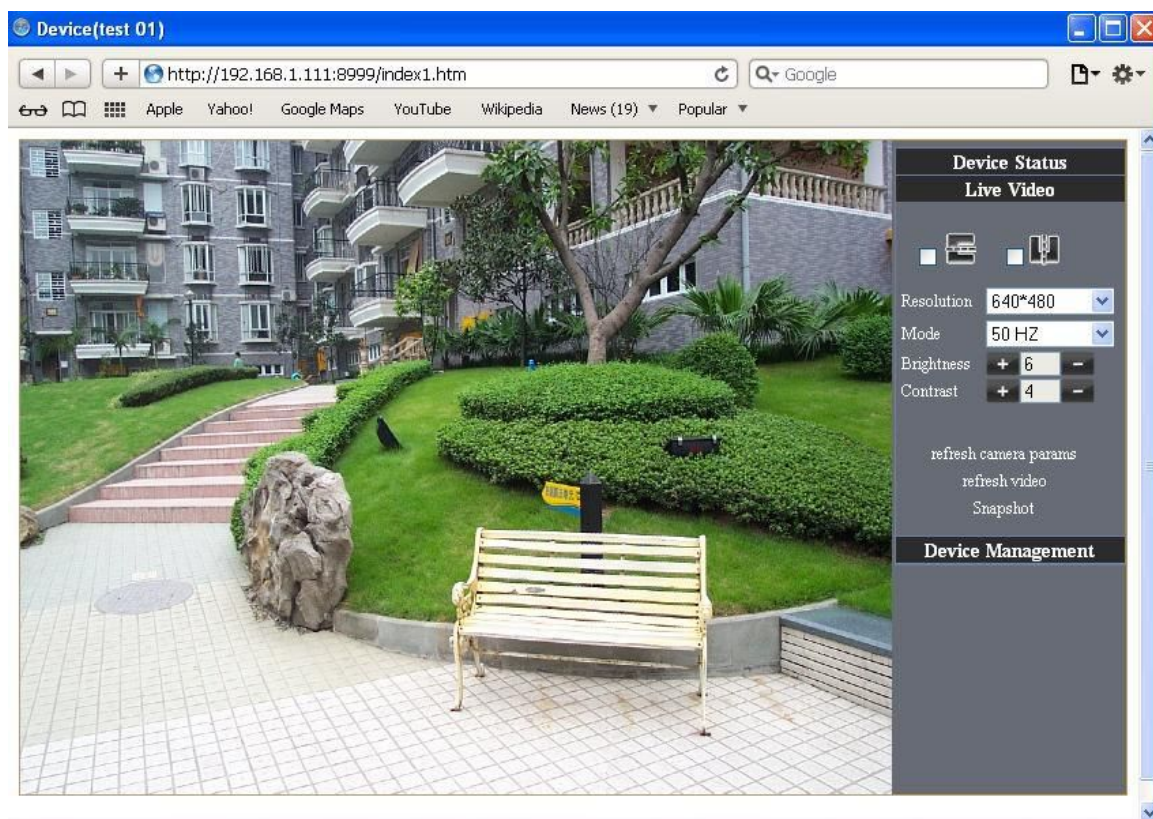 Device(test 01)
http://192.168.1.111:8999/index1.htm
Google
Apple Yahoo! Google Maps YouTube Wikipedia News (19) Popular
Device Status
Live Video
Resolution 640*480
Mode 50 HZ
Brightness + 6 -
Contrast + 4 -
refresh camera params
refresh video
Snapshot
Device Management